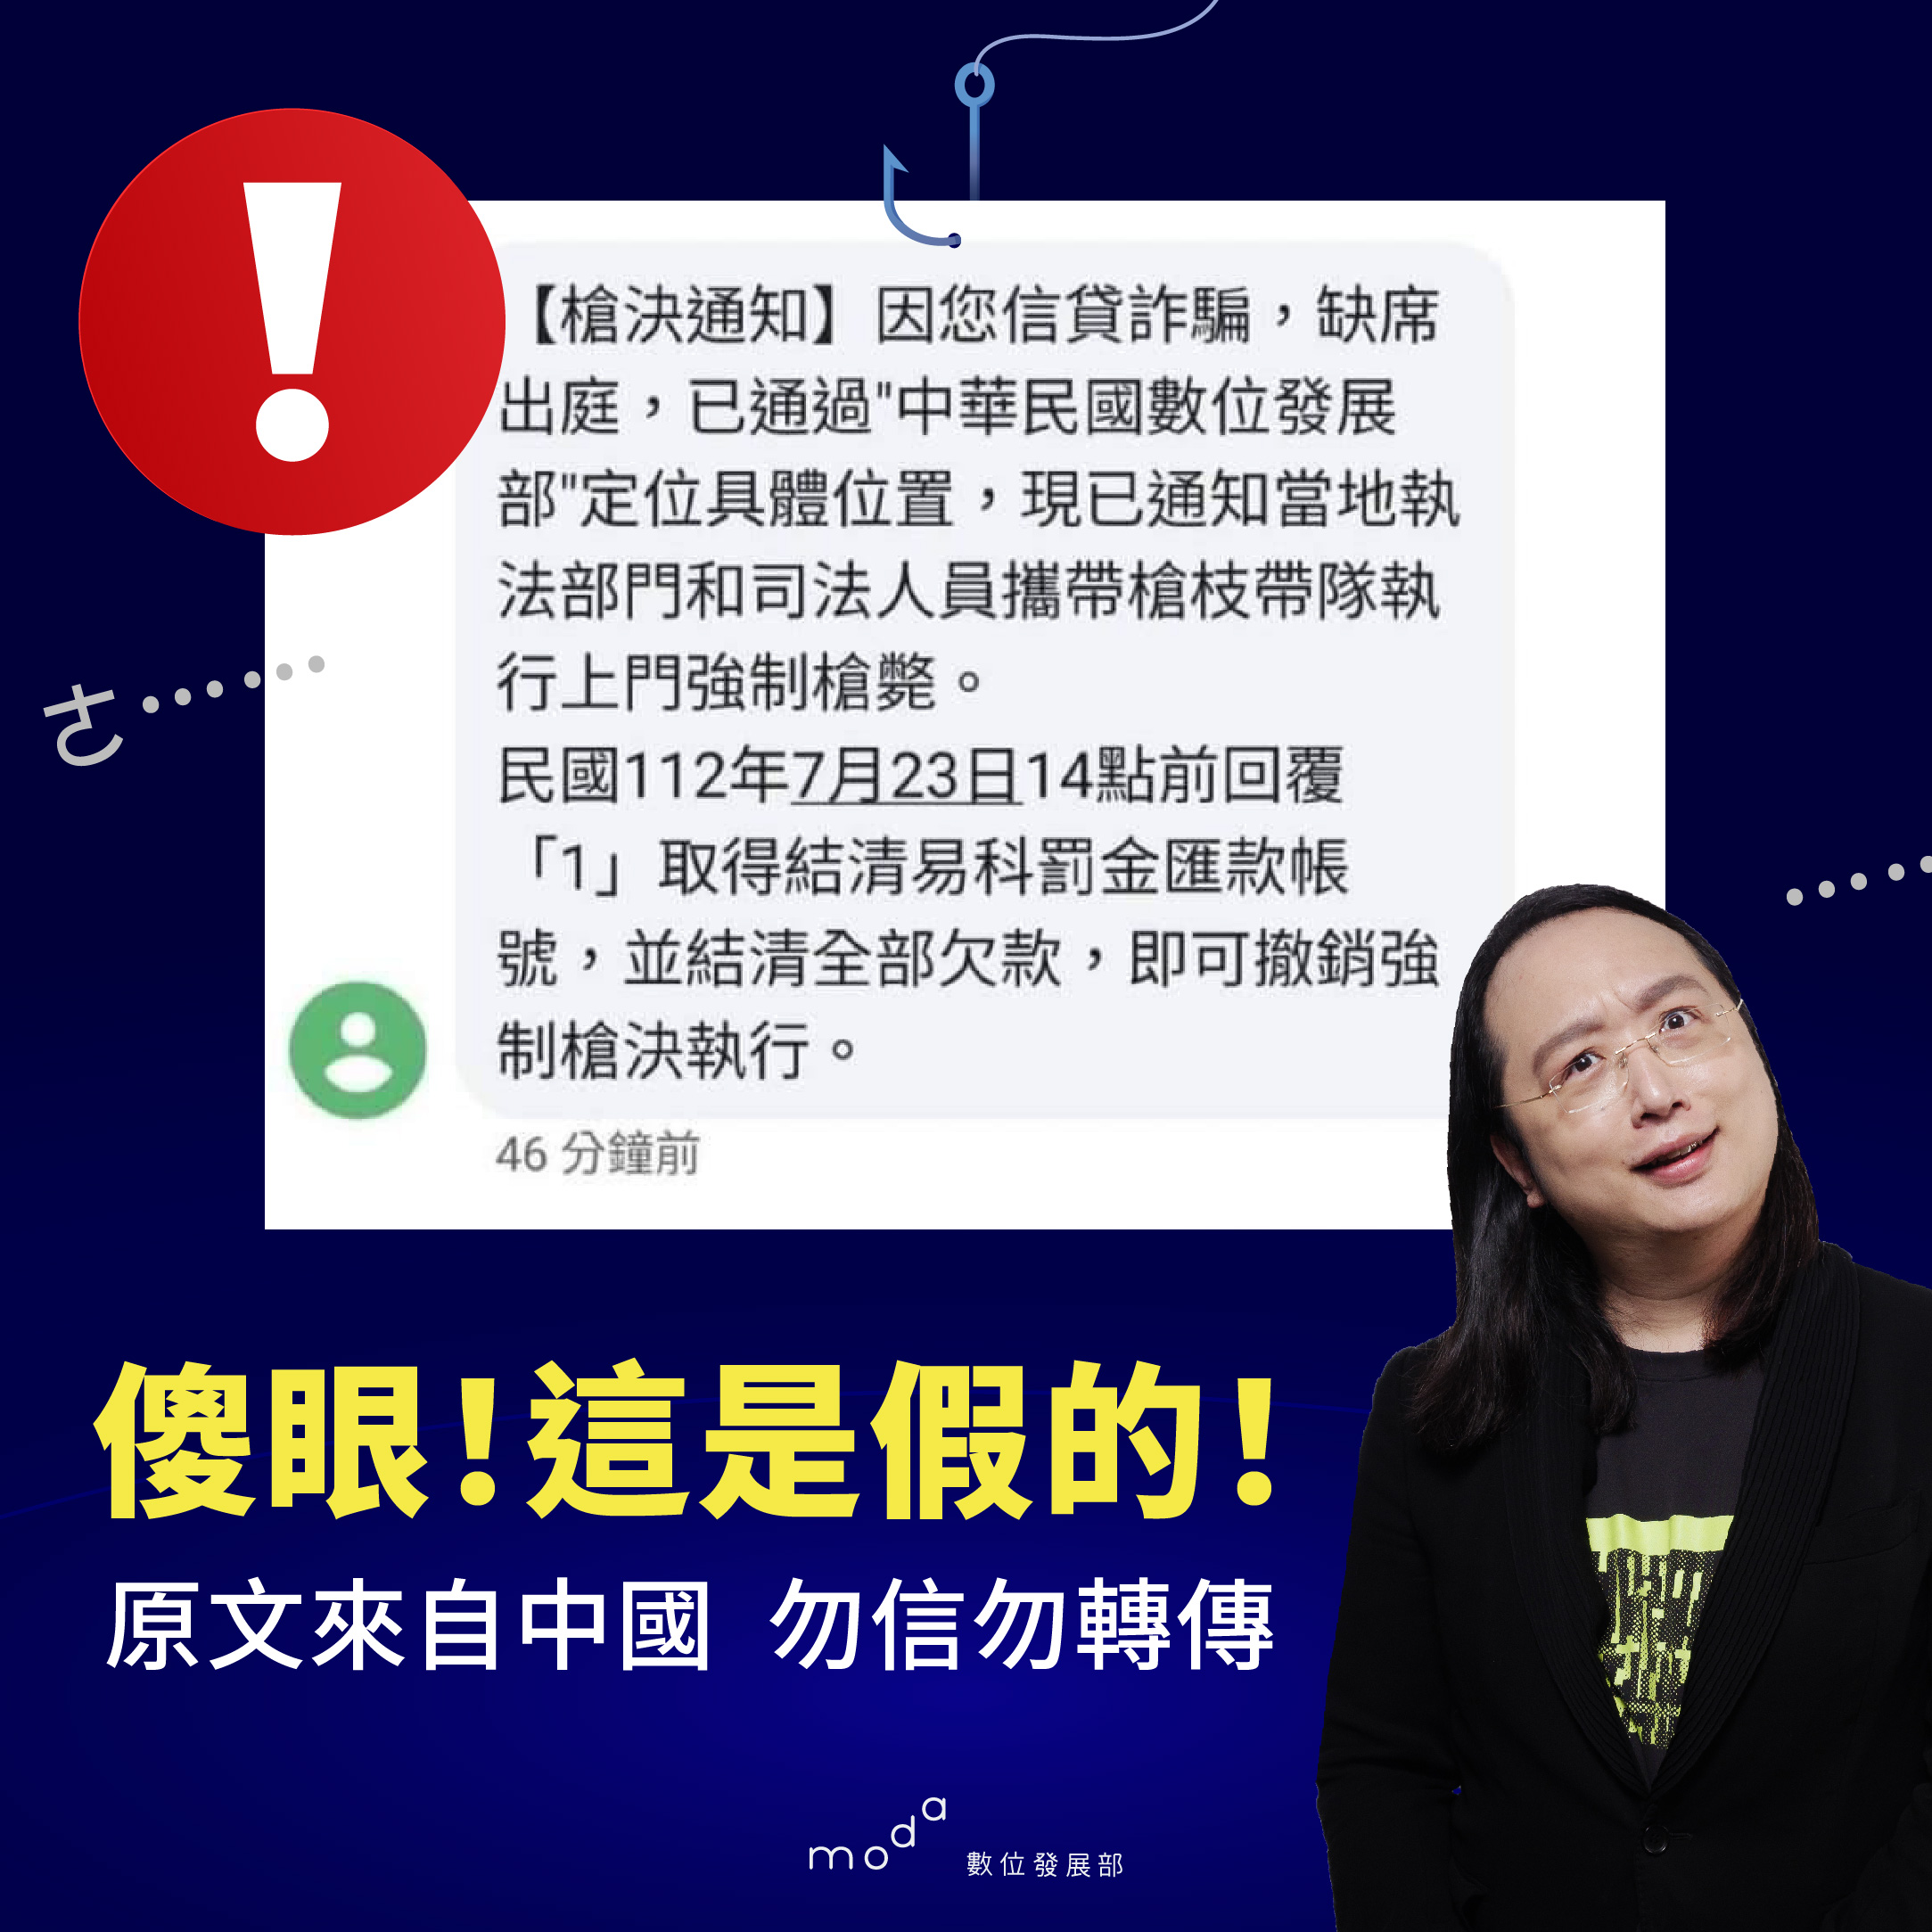 【槍決通知】因您信貸詐騙，缺席
出庭，已通過"中華民國數位發展
部"定位具體位置，現已通知當地執
法部門和司法人員攜帶槍枝帶隊執
行上門強制槍斃。
民國112年7月23日14點前回覆
「1」取得結清易科罰金匯款帳
號，並結清全部欠款，即可撤銷強
制槍決執行。
46 分鐘前
ㄜ……
……
傻眼！這是假的！
原文來自中國 勿信勿轉傳
moda 數位發展部